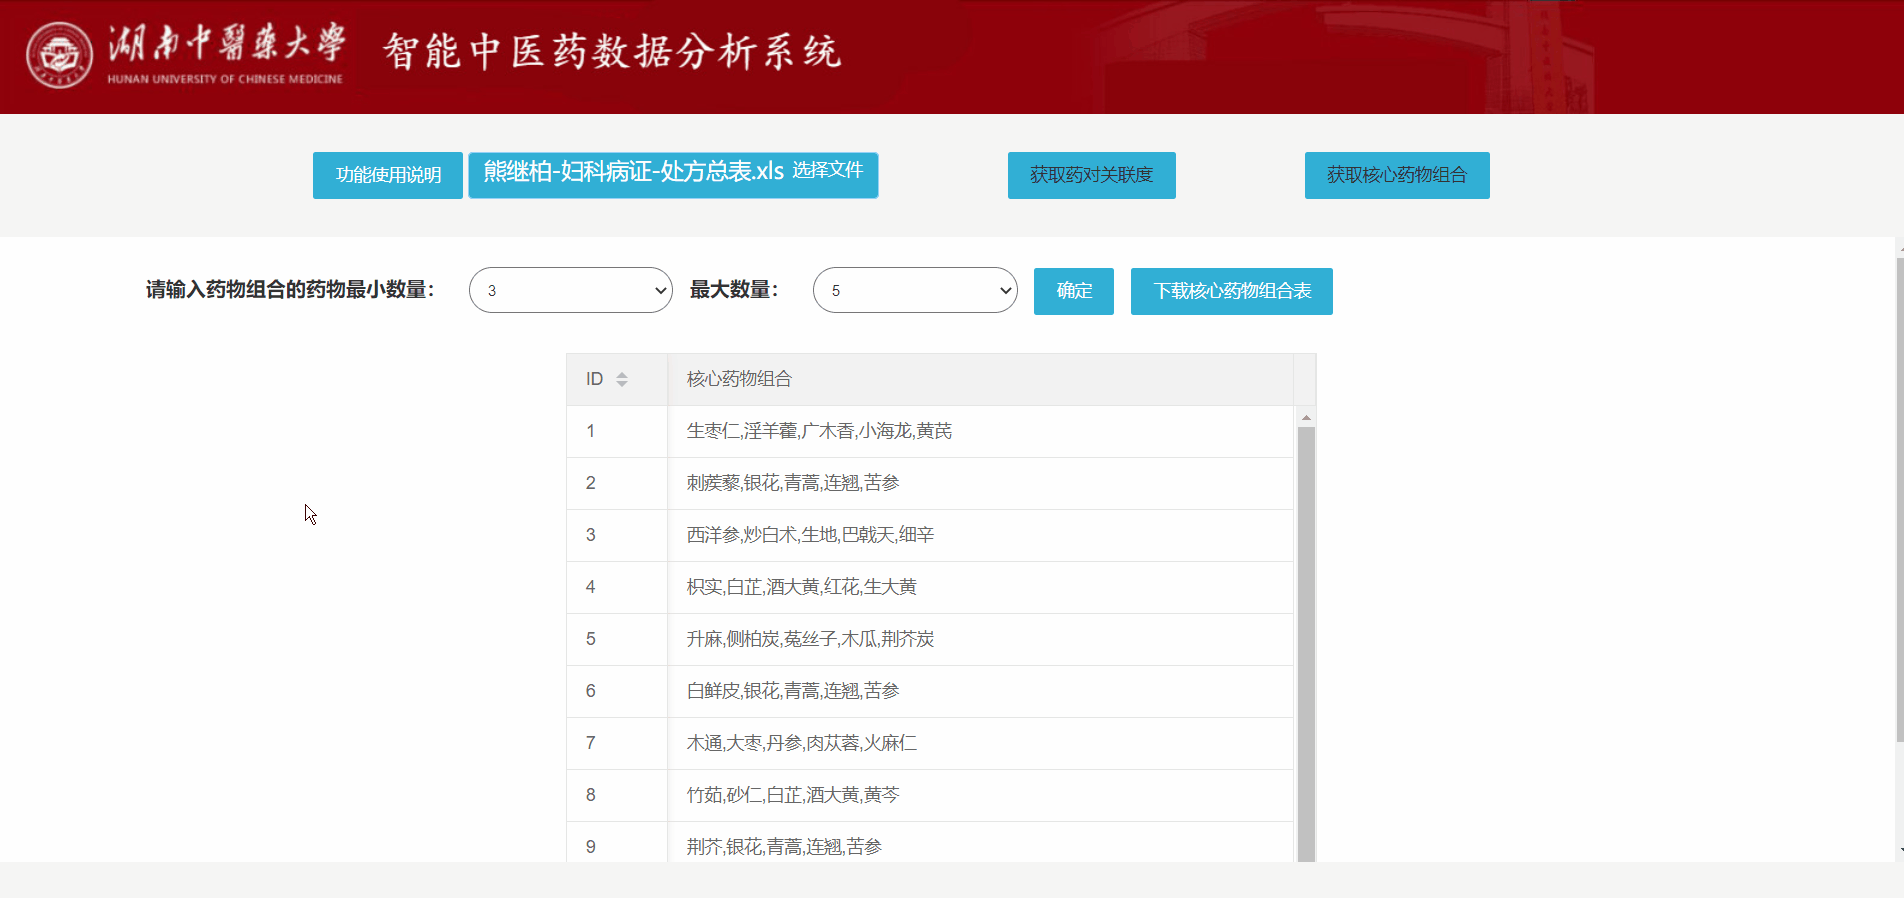 湖南中醫薬大學
HUNAN UNIVERSITY OF CHINESE MEDICINE
智能中医药数据分析系统
功能使用说明 熊继柏-妇科病证-处方总表.xls 选择文件 获取药对关联度 获取核心药物组合
请输入药物组合的药物最小数量： 3 最大数量： 5 确定 下载核心药物组合表
ID 核心药物组合
1 生枣仁,淫羊藿,广木香,小海龙,黄芪
2 刺蒺藜,银花,青蒿,连翘,苦参
3 西洋参,炒白术,生地,巴戟天,细辛
4 枳实,白芷,酒大黄,红花,生大黄
5 升麻,侧柏炭,菟丝子,木瓜,荆芥炭
6 白鲜皮,银花,青蒿,连翘,苦参
7 木通,大枣,丹参,肉苁蓉,火麻仁
8 竹茹,砂仁,白芷,酒大黄,黄芩
9 荆芥,银花,青蒿,连翘,苦参